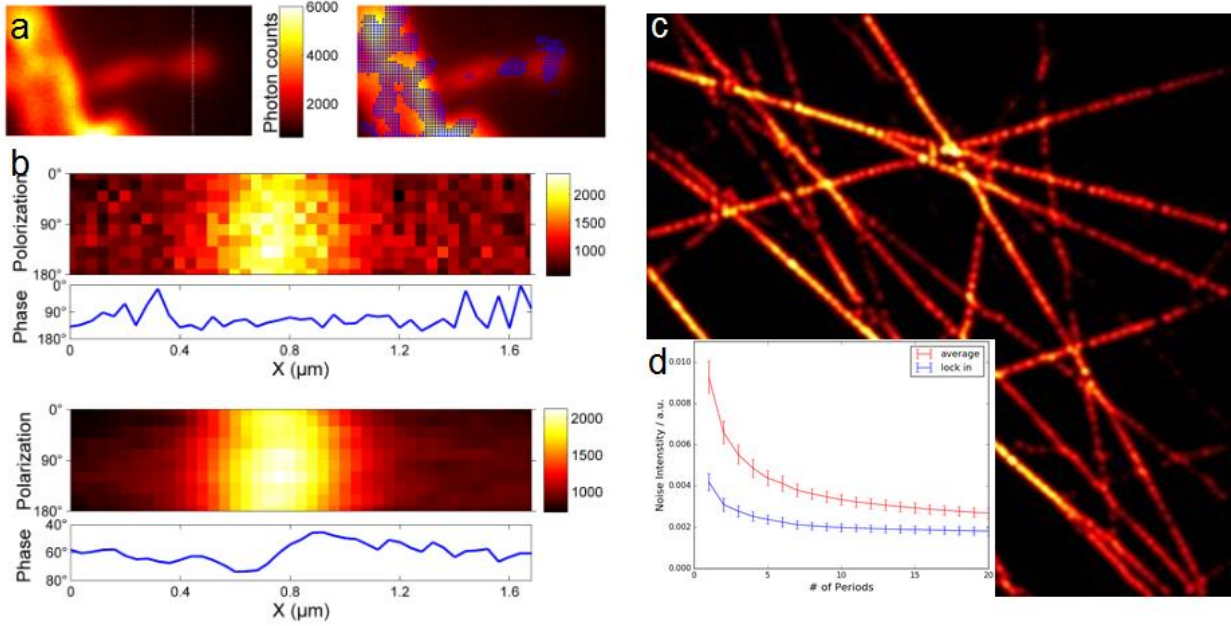 a
Photon counts
6000
4000
2000
b
Polorization
0°
90°
180°
2000
1500
1000
Phase
0°
90°
180°
0 0.4 0.8 1.2 1.6
X (µm)
Polarization
0°
90°
180°
2000
1500
1000
Phase
40°
60°
80°
0 0.4 0.8 1.2 1.6
X (µm)
c
d
average
lock in
Noise Intenstity / a.u.
0.010
0.008
0.006
0.004
0.002
0.000
0 5 10 15 20
# of Periods